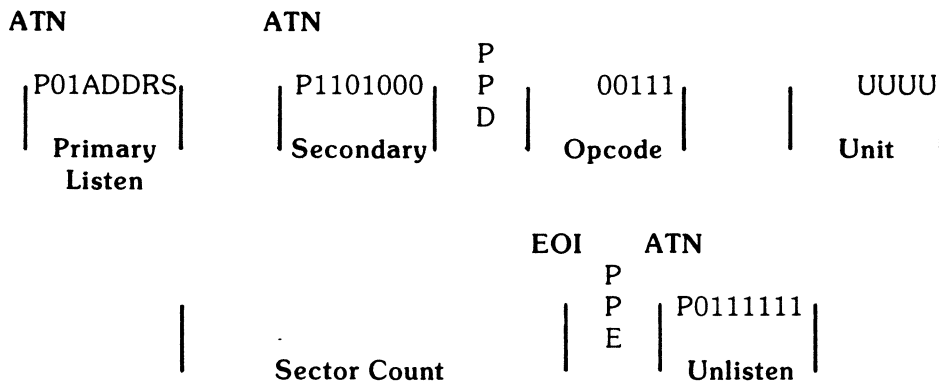 ATN ATN
P
P01ADDRS P1101000 P 00111 UUUU
D
Primary Secondary Opcode Unit
Listen
EOI ATN
P
P P0111111
E
Sector Count Unlisten